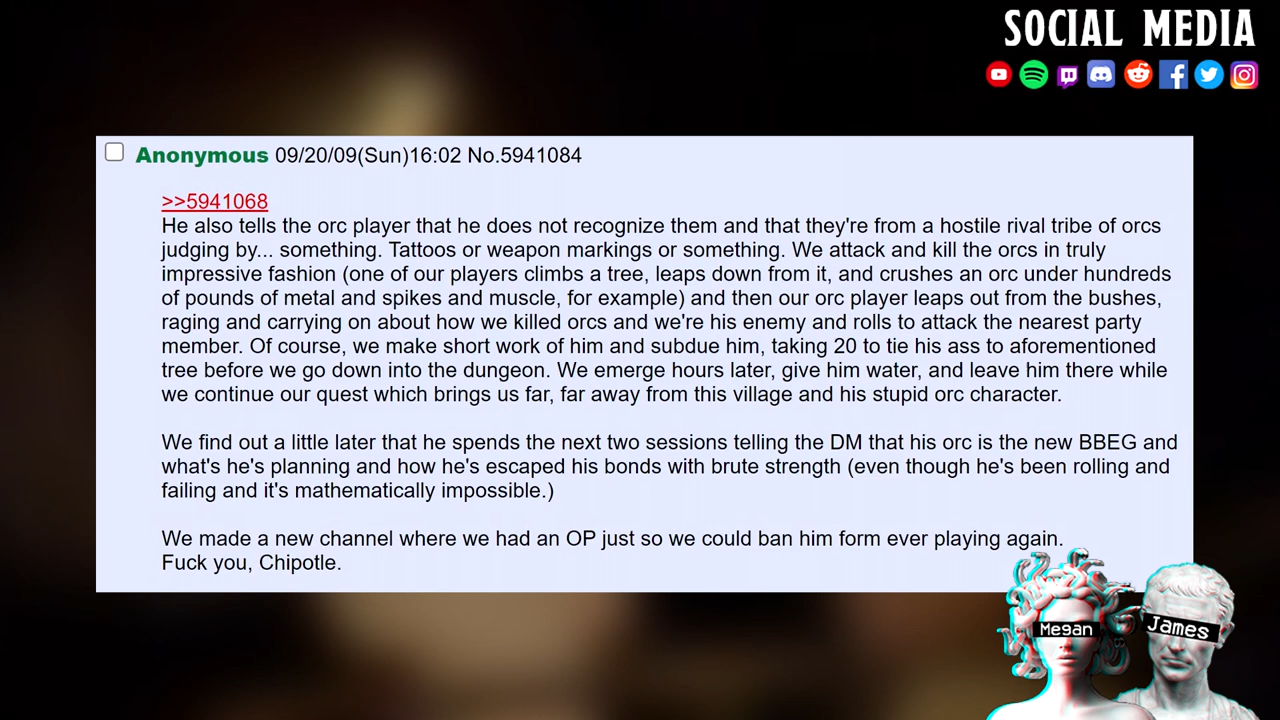 SOCIAL MEDIA
Anonymous 09/20/09(Sun)16:02 No.5941084
>>5941068
He also tells the orc player that he does not recognize them and that they're from a hostile rival tribe of orcs
judging by... something. Tattoos or weapon markings or something. We attack and kill the orcs in truly
impressive fashion (one of our players climbs a tree, leaps down from it, and crushes an orc under hundreds
of pounds of metal and spikes and muscle, for example) and then our orc player leaps out from the bushes,
raging and carrying on about how we killed orcs and we're his enemy and rolls to attack the nearest party
member. Of course, we make short work of him and subdue him, taking 20 to tie his ass to aforementioned
tree before we go down into the dungeon. We emerge hours later, give him water, and leave him there while
we continue our quest which brings us far, far away from this village and his stupid orc character.
We find out a little later that he spends the next two sessions telling the DM that his orc is the new BBEG and
what's he's planning and how he's escaped his bonds with brute strength (even though he's been rolling and
failing and it's mathematically impossible.)
We made a new channel where we had an OP just so we could ban him form ever playing again.
Fuck you, Chipotle.
Megan
James